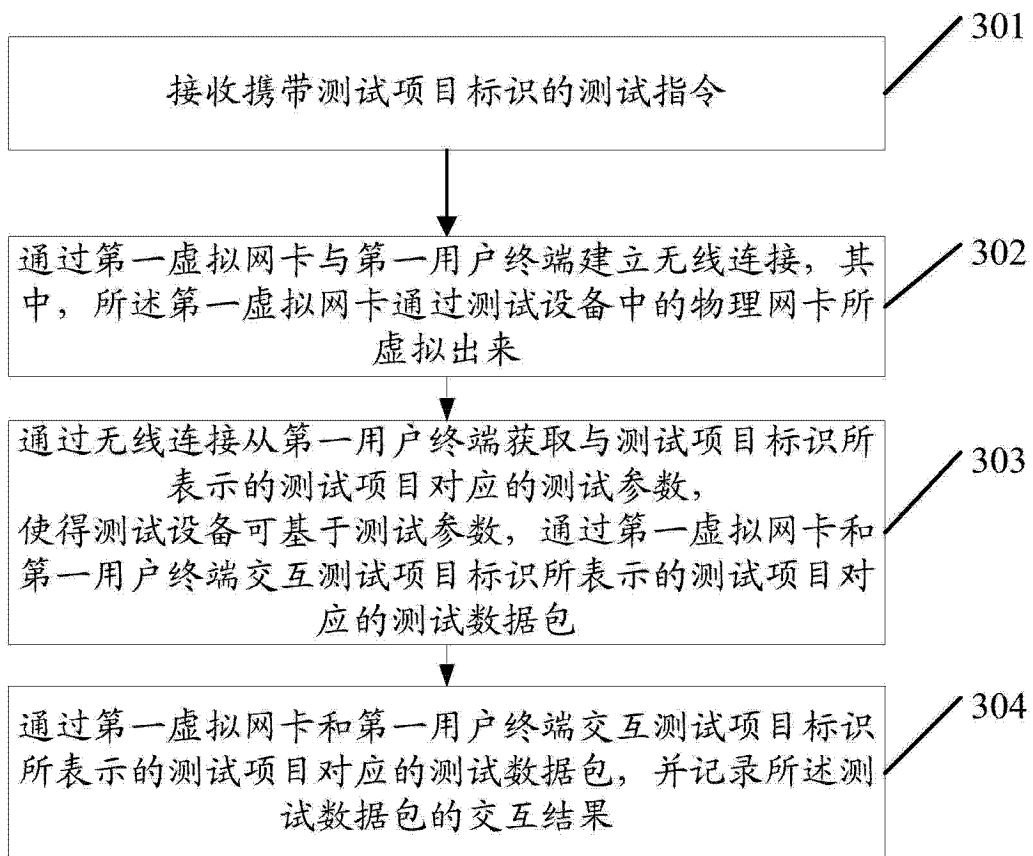 301
接收携带测试项目标识的测试指令
302
通过第一虚拟网卡与第一用户终端建立无线连接，其
中，所述第一虚拟网卡通过测试设备中的物理网卡所
虚拟出来
303
通过无线连接从第一用户终端获取与测试项目标识所
表示的测试项目对应的测试参数，
使得测试设备可基于测试参数，通过第一虚拟网卡和
第一用户终端交互测试项目标识所表示的测试项目对
应的测试数据包
304
通过第一虚拟网卡和第一用户终端交互测试项目标识
所表示的测试项目对应的测试数据包，并记录所述测
试数据包的交互结果